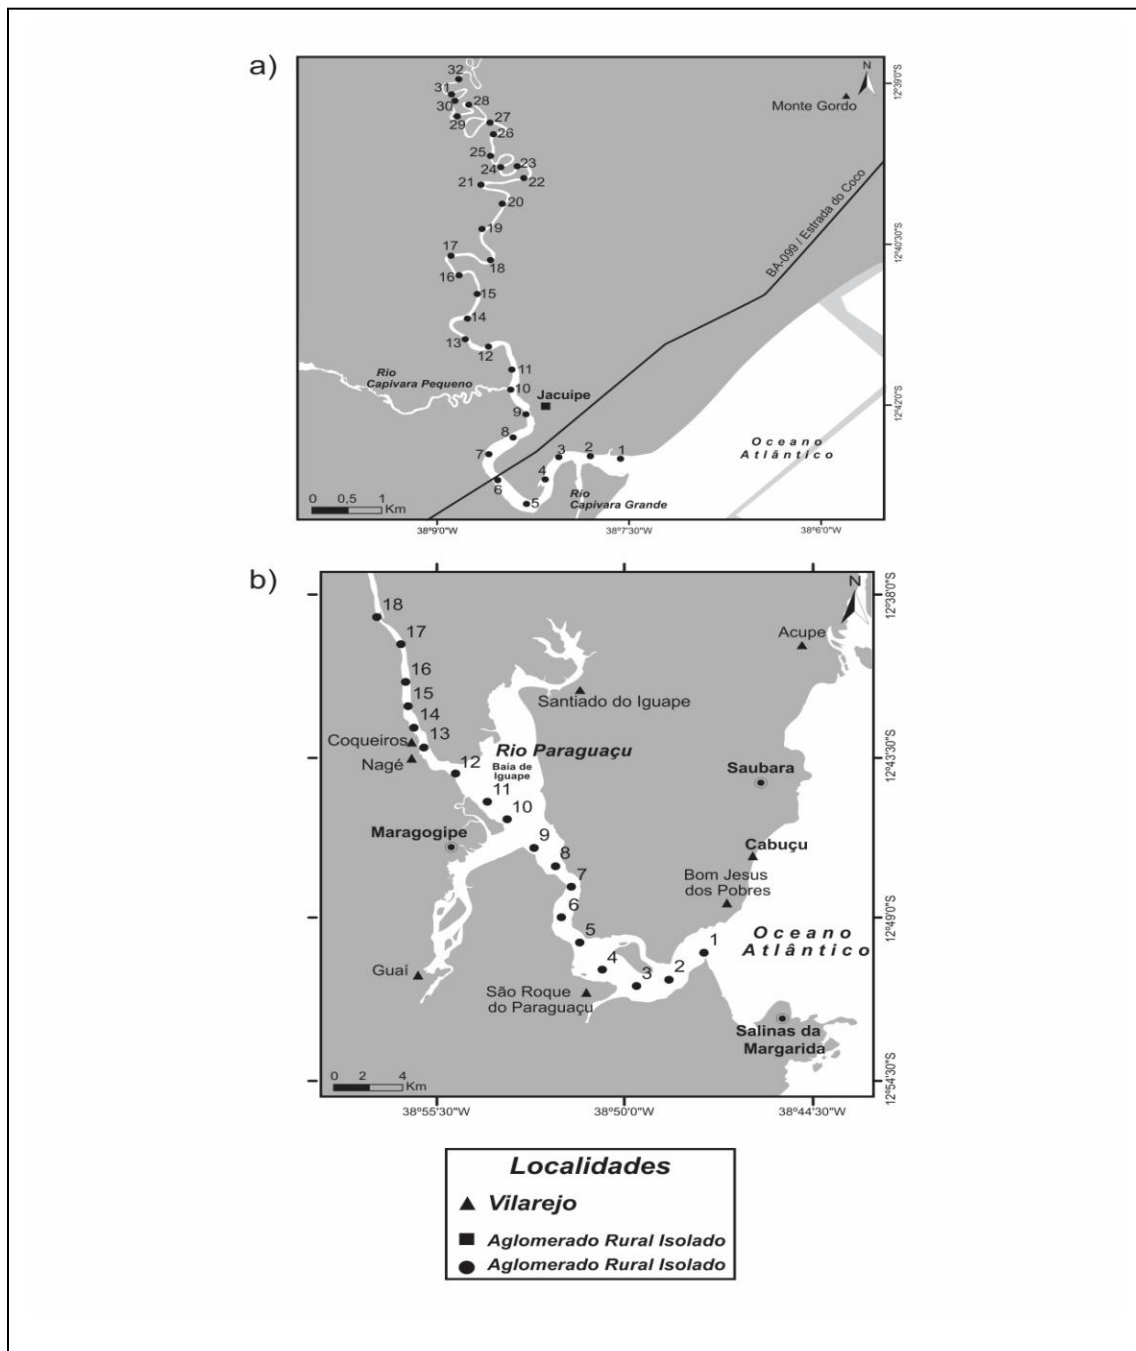 a)
32
31
30
28
29
27
26
25
24
23
22
21
20
19
17
18
16
15
14
13
12
11
10
9
8
7
6
5
4
3
2
1
N
Monte Gordo
BA-099 / Estrada do Coco
Rio
Capivara Pequeno
Jacuípe
Oceano
Atlântico
Rio
Capivara Grande
0 0,5 1
Km
12°39'0"S
12°40'30"S
12°42'0"S
38°9'0"W
38°7'30"W
38°6'0"W
b)
18
17
16
15
14
13
12
11
10
9
8
7
6
5
4
3
2
1
N
Acupe
Santiado do Iguape
Coqueiros
Nagé
Rio Paraguaçu
Baia de
Iguape
Saubara
Maragogipe
Cabuçu
Bom Jesus
dos Pobres
Oceano
Atlântico
Guaí
São Roque
do Paraguaçu
Salinas da
Margarida
0 2 4
Km
12°38'0"S
12°43'30"S
12°49'0"S
12°54'30"S
38°55'30"W
38°50'0"W
38°44'30"W
Localidades
Vilarejo
Aglomerado Rural Isolado
Aglomerado Rural Isolado